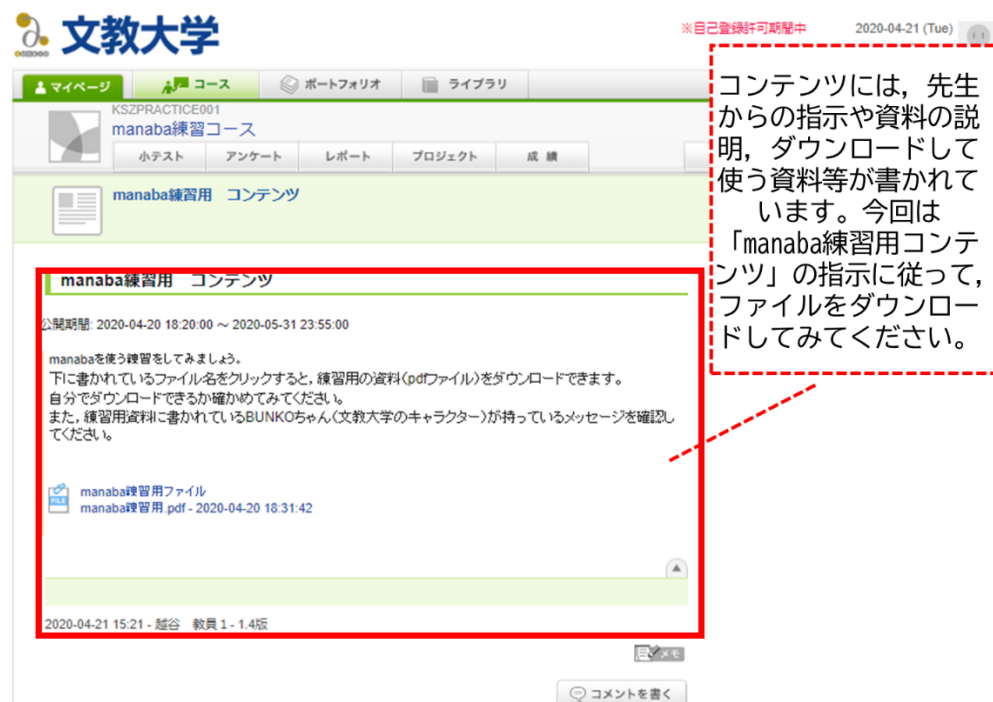 文教大学
※自己登録許可期間中
2020-04-21 (Tue)
マイページ
コース
ポートフォリオ
ライブラリ
KSZPRACTICE001
manaba練習コース
小テスト
アンケート
レポート
プロジェクト
成績
manaba練習用 コンテンツ
コンテンツには，先生
からの指示や資料の説
明，ダウンロードして
使う資料等が書かれて
います。今回は
「manaba練習用コンテ
ンツ」の指示に従って，
ファイルをダウンロー
ドしてみてください。
manaba練習用 コンテンツ
公開期間: 2020-04-20 18:20:00 ～ 2020-05-31 23:55:00
manabaを使う練習をしてみましょう。
下に書かれているファイル名をクリックすると，練習用の資料（pdfファイル）をダウンロードできます。
自分でダウンロードできるか確かめてみてください。
また，練習用資料に書かれているBUNKOちゃん（文教大学のキャラクター）が持っているメッセージを確認し
てください。
FILE
manaba練習用ファイル
manaba練習用.pdf - 2020-04-20 18:31:42
2020-04-21 15:21 - 越谷 教員１ - 1.4版
メモ
コメントを書く